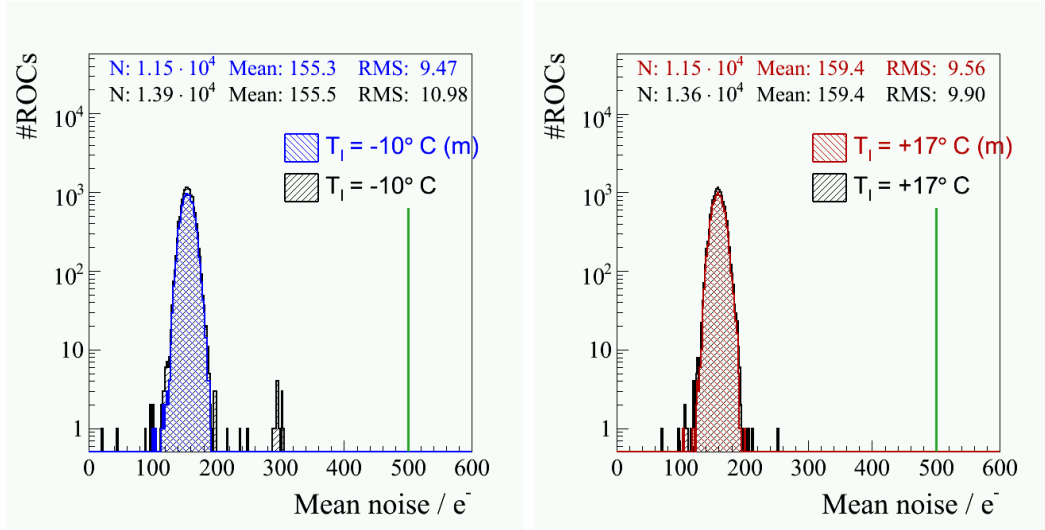 #ROCs
N: 1.15 · 10⁴ Mean: 155.3 RMS: 9.47
N: 1.39 · 10⁴ Mean: 155.5 RMS: 10.98
T_I = -10° C (m)
T_I = -10° C
10⁴
10³
10²
10
1
0 100 200 300 400 500 600
Mean noise / e⁻
#ROCs
N: 1.15 · 10⁴ Mean: 159.4 RMS: 9.56
N: 1.36 · 10⁴ Mean: 159.4 RMS: 9.90
T_I = +17° C (m)
T_I = +17° C
10⁴
10³
10²
10
1
0 100 200 300 400 500 600
Mean noise / e⁻